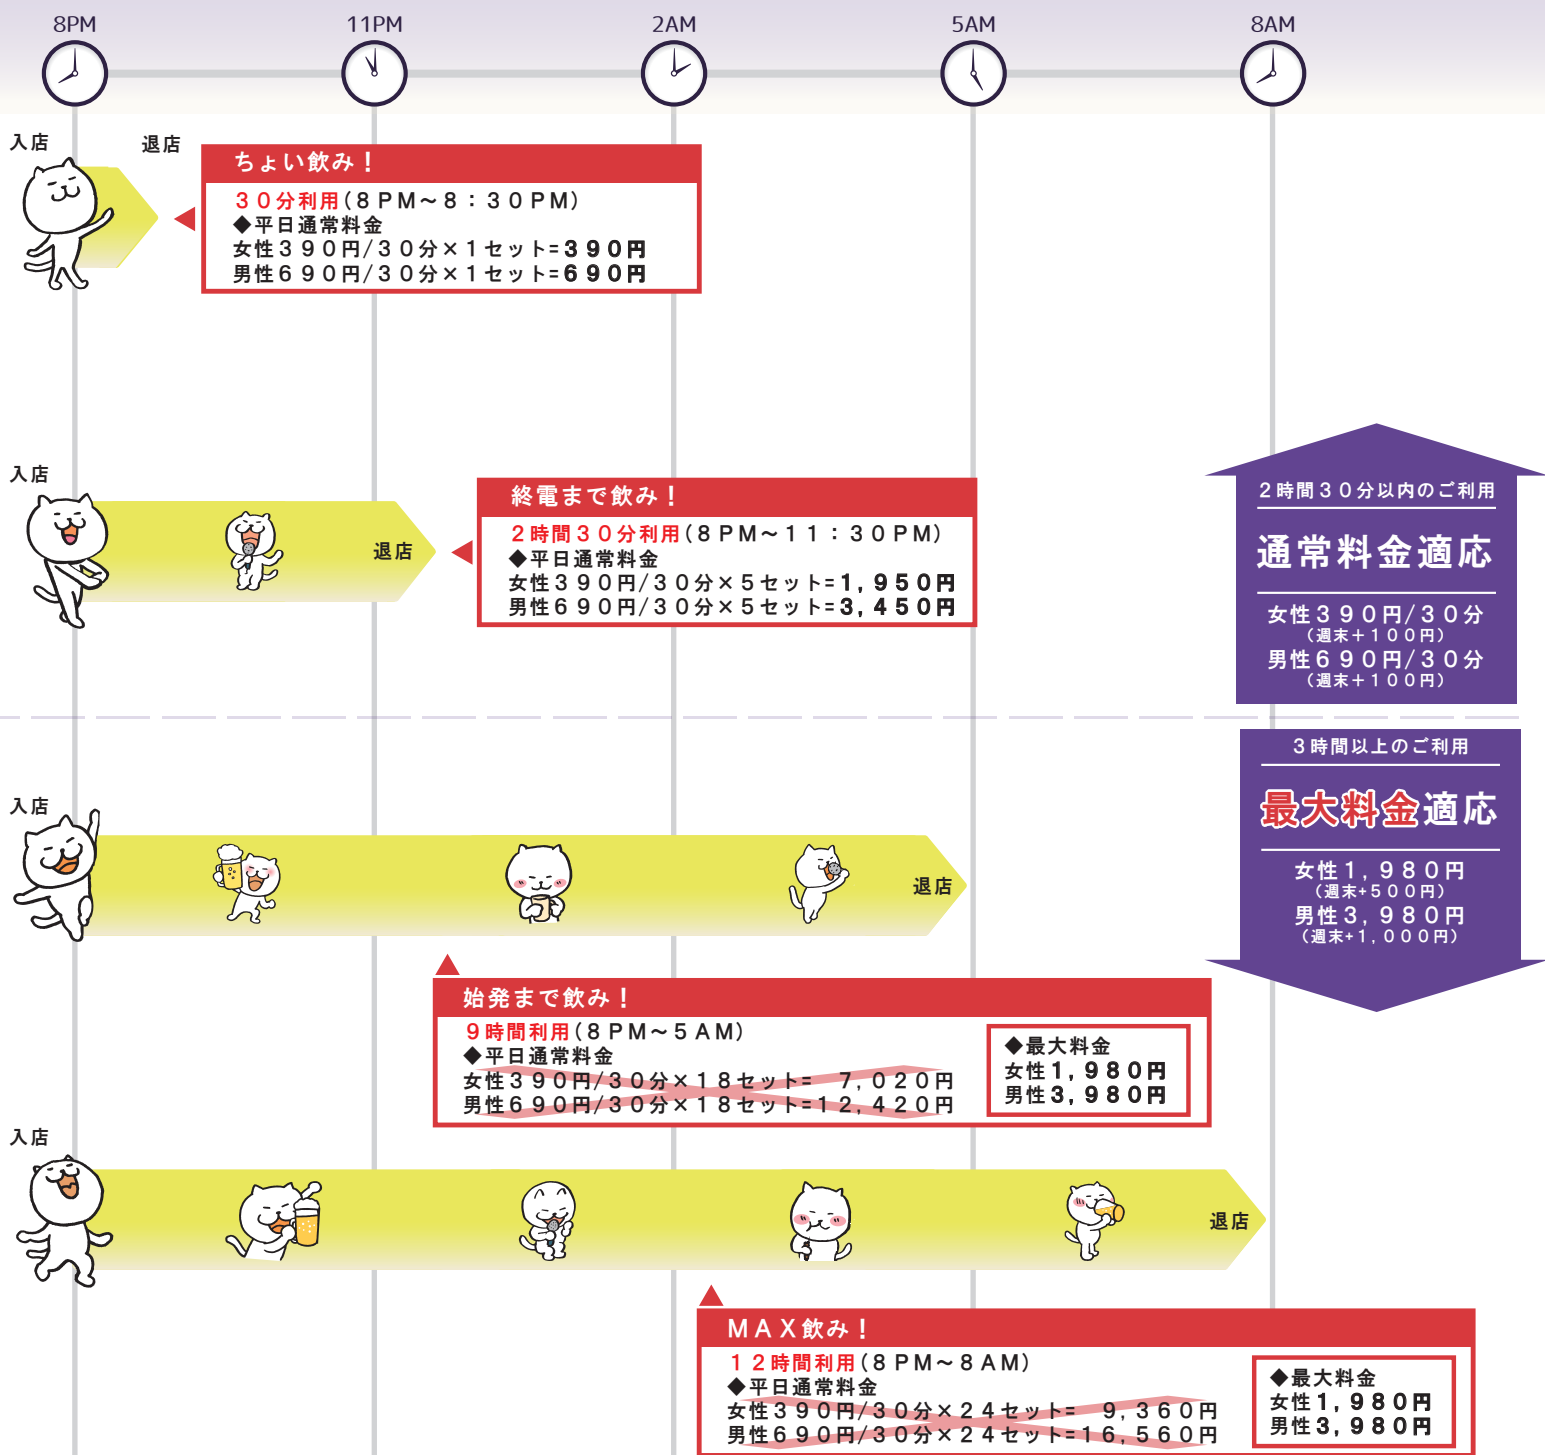 8PM
11PM
2AM
5AM
8AM
入店
退店
ちょい飲み！
30分利用(8PM～8：30PM)
◆平日通常料金
女性390円/30分×1セット=390円
男性690円/30分×1セット=690円
入店
退店
終電まで飲み！
2時間30分利用(8PM～11：30PM)
◆平日通常料金
女性390円/30分×5セット=1,950円
男性690円/30分×5セット=3,450円
2時間30分以内のご利用
通常料金適応
女性390円/30分
(週末＋100円)
男性690円/30分
(週末＋100円)
3時間以上のご利用
最大料金適応
女性1,980円
(週末+500円)
男性3,980円
(週末+1,000円)
入店
退店
始発まで飲み！
9時間利用(8PM～5AM)
◆平日通常料金
女性390円/30分×18セット= 7,020円
男性690円/30分×18セット=12,420円
◆最大料金
女性1,980円
男性3,980円
入店
退店
MAX飲み！
12時間利用(8PM～8AM)
◆平日通常料金
女性390円/30分×24セット= 9,360円
男性690円/30分×24セット=16,560円
◆最大料金
女性1,980円
男性3,980円